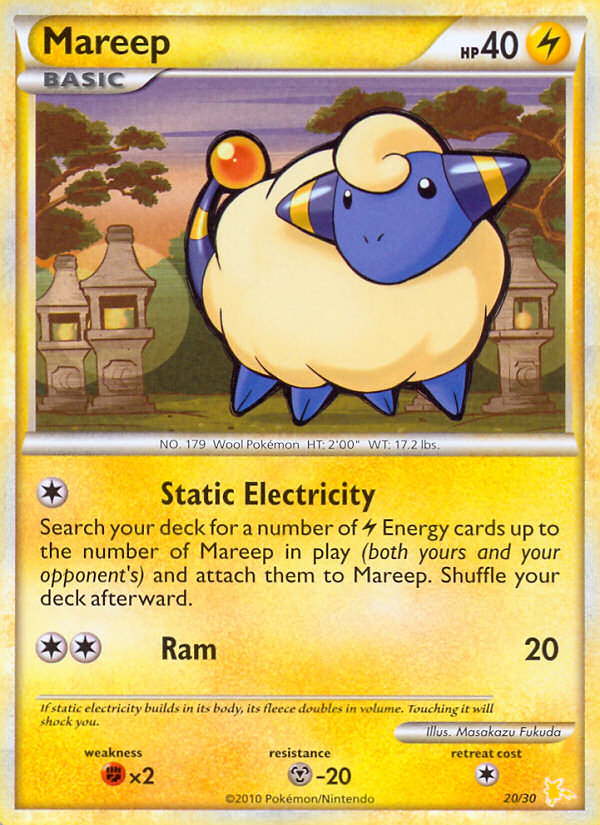 Mareep
HP 40
BASIC
NO. 179 Wool Pokémon HT: 2'00" WT: 17.2 lbs.
Static Electricity
Search your deck for a number of Energy cards up to
the number of Mareep in play (both yours and your
opponent's) and attach them to Mareep. Shuffle your
deck afterward.
Ram 20
If static electricity builds in its body, its fleece doubles in volume. Touching it will
shock you.
Illus. Masakazu Fukuda
weakness resistance retreat cost
×2 -20
©2010 Pokémon/Nintendo 20/30